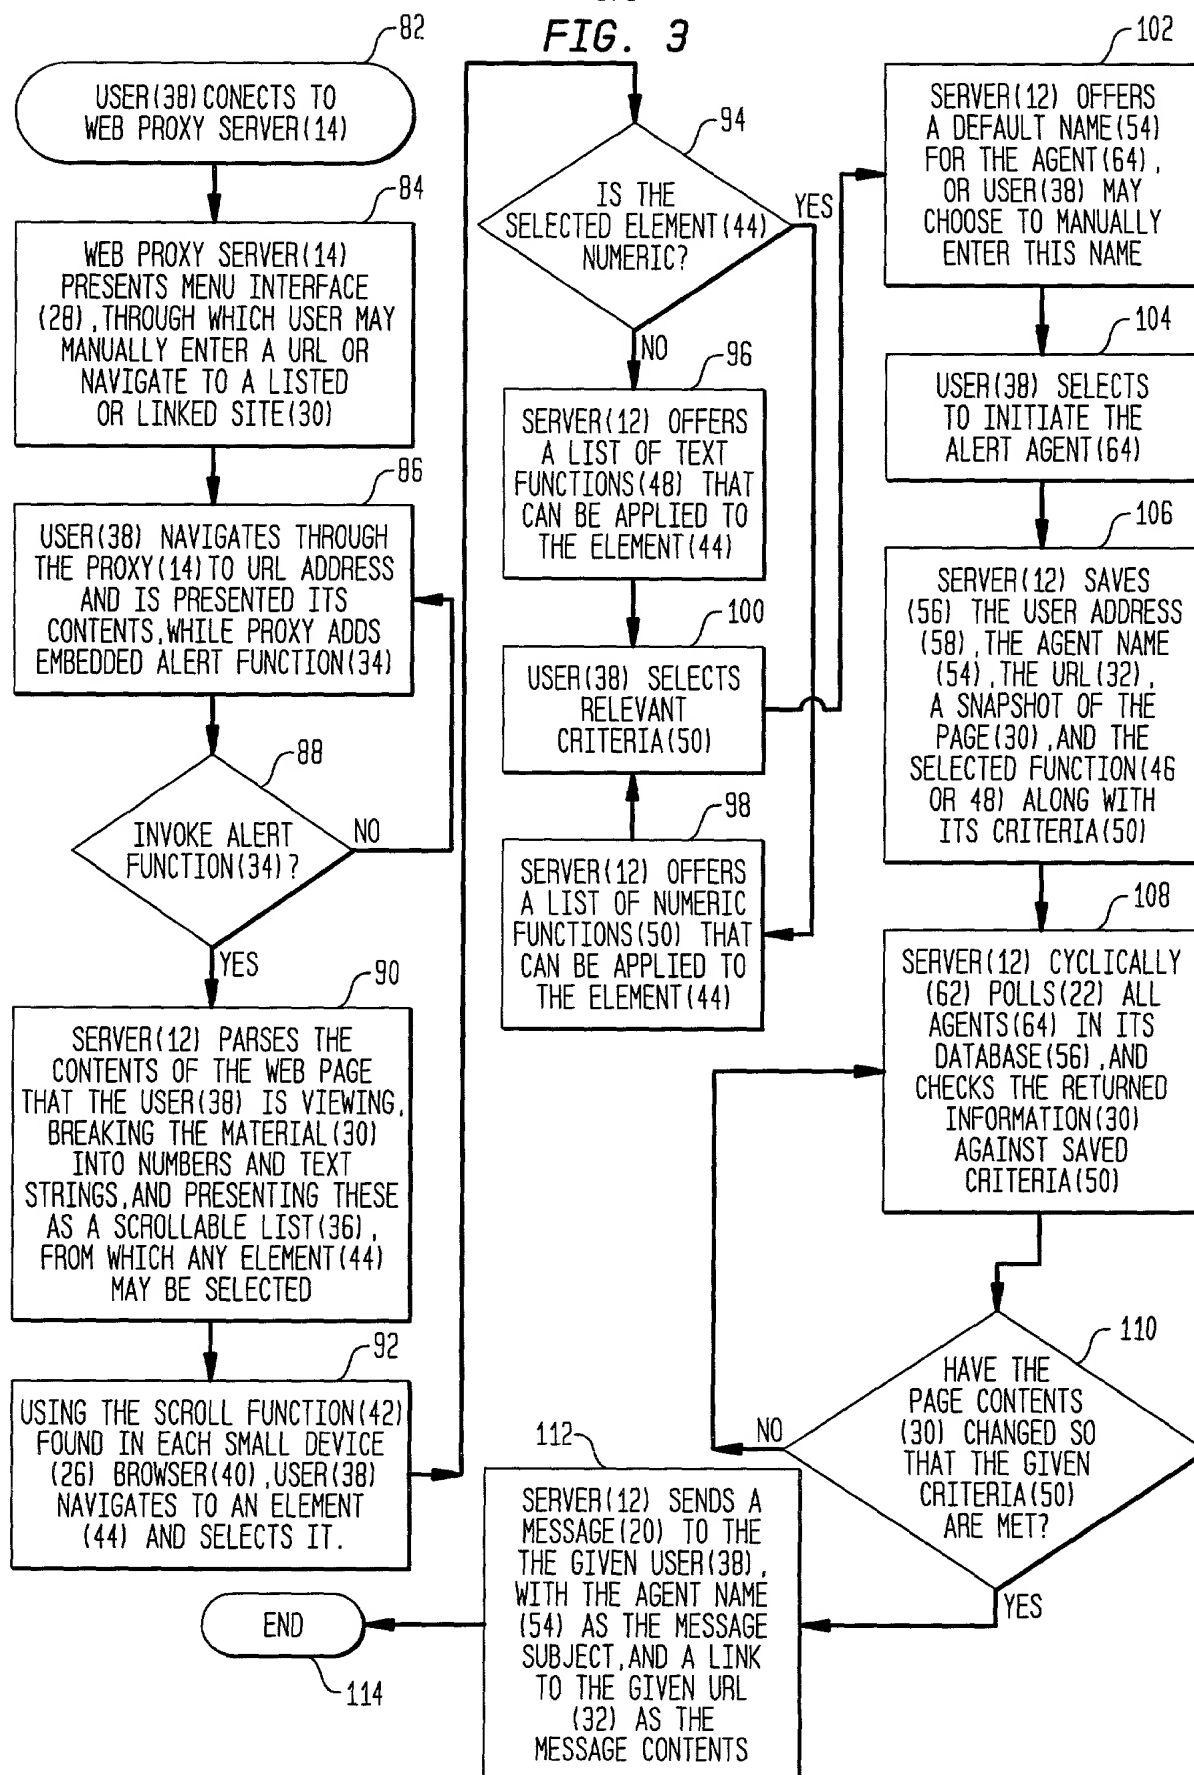 FIG. 3
82
USER(38)CONECTS TO
WEB PROXY SERVER(14)
84
WEB PROXY SERVER(14)
PRESENTS MENU INTERFACE
(28),THROUGH WHICH USER MAY
MANUALLY ENTER A URL OR
NAVIGATE TO A LISTED
OR LINKED SITE(30)
86
USER(38) NAVIGATES THROUGH
THE PROXY(14)TO URL ADDRESS
AND IS PRESENTED ITS
CONTENTS,WHILE PROXY ADDS
EMBEDDED ALERT FUNCTION(34)
88
INVOKE ALERT
FUNCTION(34)?
NO
YES
90
SERVER(12) PARSES THE
CONTENTS OF THE WEB PAGE
THAT THE USER(38) IS VIEWING,
BREAKING THE MATERIAL(30)
INTO NUMBERS AND TEXT
STRINGS,AND PRESENTING THESE
AS A SCROLLABLE LIST(36),
FROM WHICH ANY ELEMENT(44)
MAY BE SELECTED
92
USING THE SCROLL FUNCTION(42)
FOUND IN EACH SMALL DEVICE
(26) BROWSER(40),USER(38)
NAVIGATES TO AN ELEMENT
(44) AND SELECTS IT.
94
IS THE
SELECTED ELEMENT(44)
NUMERIC?
YES
NO
96
SERVER(12) OFFERS
A LIST OF TEXT
FUNCTIONS(48) THAT
CAN BE APPLIED TO
THE ELEMENT(44)
100
USER(38) SELECTS
RELEVANT
CRITERIA(50)
98
SERVER(12) OFFERS
A LIST OF NUMERIC
FUNCTIONS(50) THAT
CAN BE APPLIED TO
THE ELEMENT(44)
102
SERVER(12) OFFERS
A DEFAULT NAME(54)
FOR THE AGENT(64),
OR USER(38) MAY
CHOOSE TO MANUALLY
ENTER THIS NAME
104
USER(38) SELECTS
TO INITIATE THE
ALERT AGENT(64)
106
SERVER(12) SAVES
(56) THE USER ADDRESS
(58),THE AGENT NAME
(54),THE URL(32),
A SNAPSHOT OF THE
PAGE(30),AND THE
SELECTED FUNCTION(46
OR 48) ALONG WITH
ITS CRITERIA(50)
108
SERVER(12) CYCLICALLY
(62) POLLS(22) ALL
AGENTS(64) IN ITS
DATABASE(56),AND
CHECKS THE RETURNED
INFORMATION(30)
AGAINST SAVED
CRITERIA(50)
110
HAVE THE
PAGE CONTENTS
(30) CHANGED SO
THAT THE GIVEN
CRITERIA(50)
ARE MET?
NO
YES
112
SERVER(12) SENDS A
MESSAGE(20) TO THE
THE GIVEN USER(38),
WITH THE AGENT NAME
(54) AS THE MESSAGE
SUBJECT,AND A LINK
TO THE GIVEN URL
(32) AS THE
MESSAGE CONTENTS
END
114